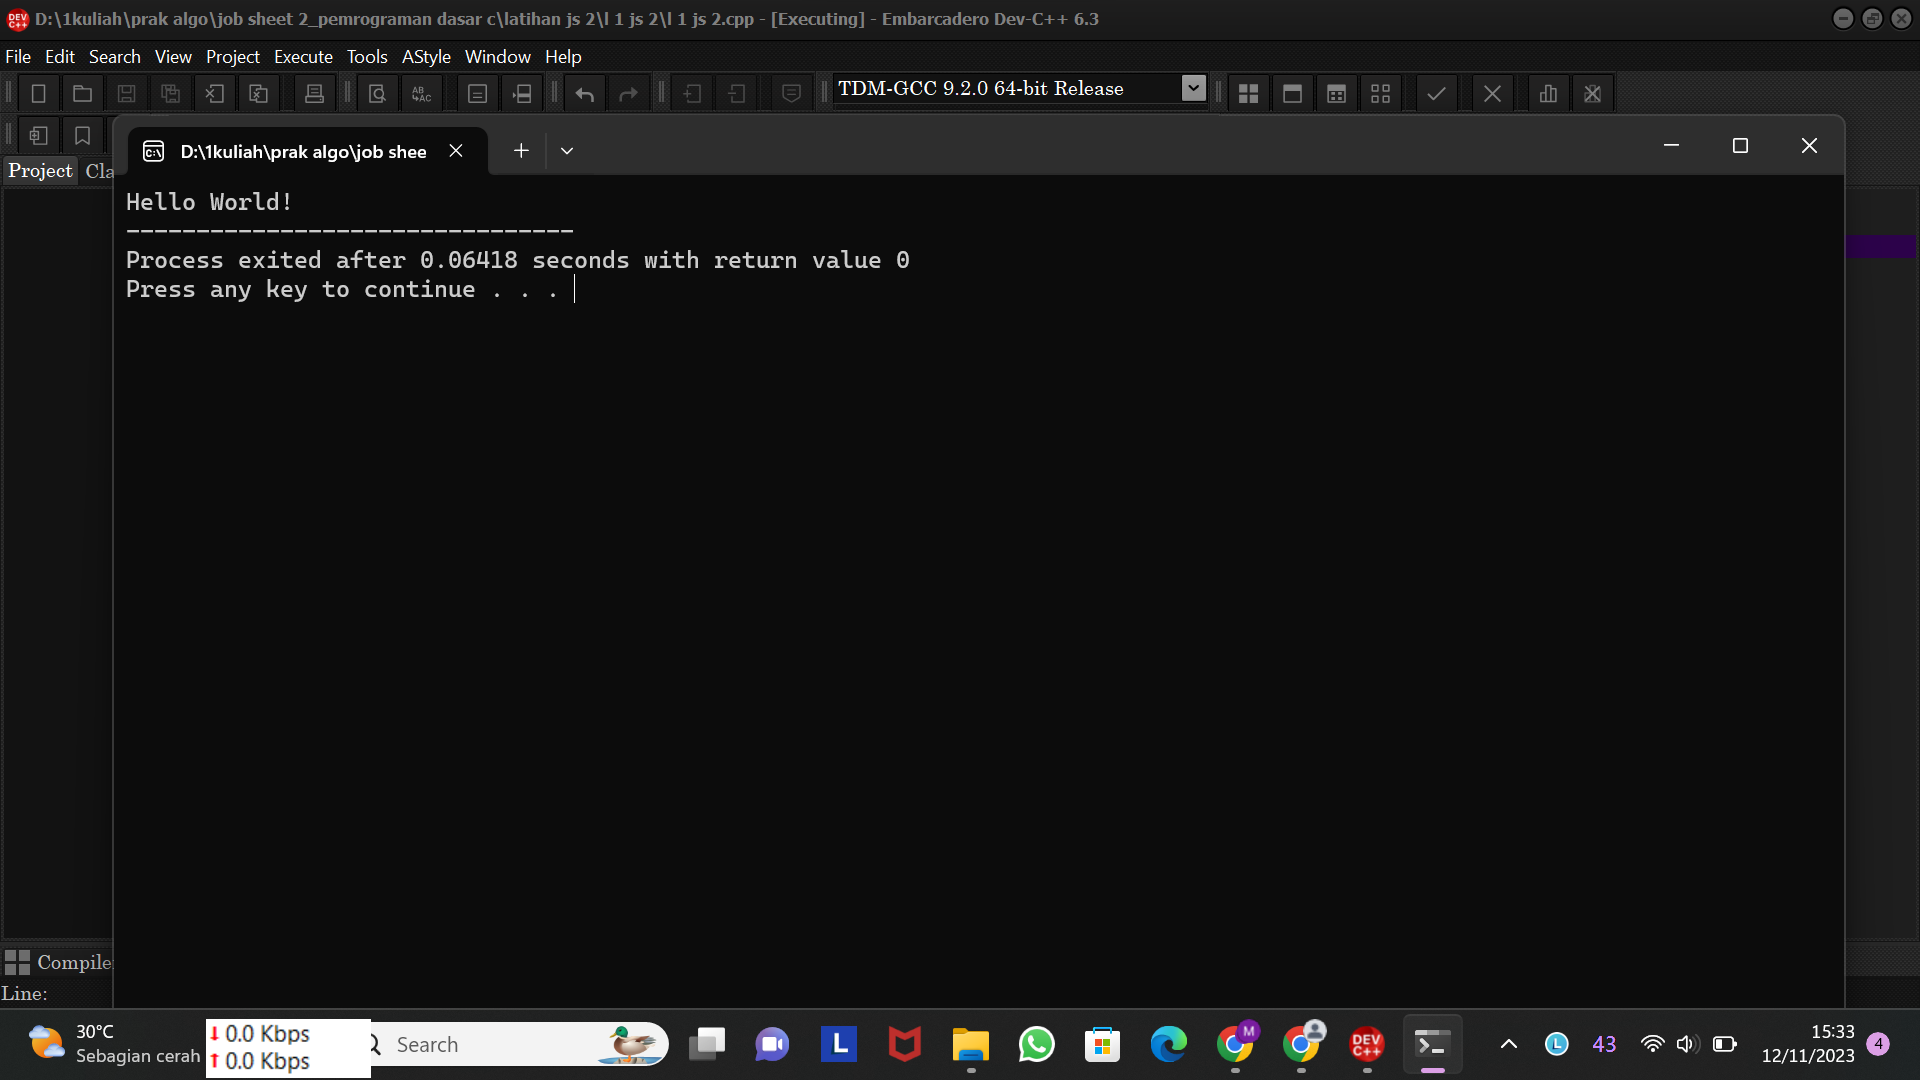 D:\1kuliah\prak algo\job sheet 2_pemrograman dasar c\latihan js 2\l 1 js 2\l 1 js 2.cpp - [Executing] - Embarcadero Dev-C++ 6.3
File Edit Search View Project Execute Tools AStyle Window Help
TDM-GCC 9.2.0 64-bit Release
D:\1kuliah\prak algo\job shee
Project Cla
Hello World!
--------------------------------
Process exited after 0.06418 seconds with return value 0
Press any key to continue . . .
Compile
Line:
30°C
Sebagian cerah
0.0 Kbps
0.0 Kbps
Search
43
15:33
12/11/2023
4